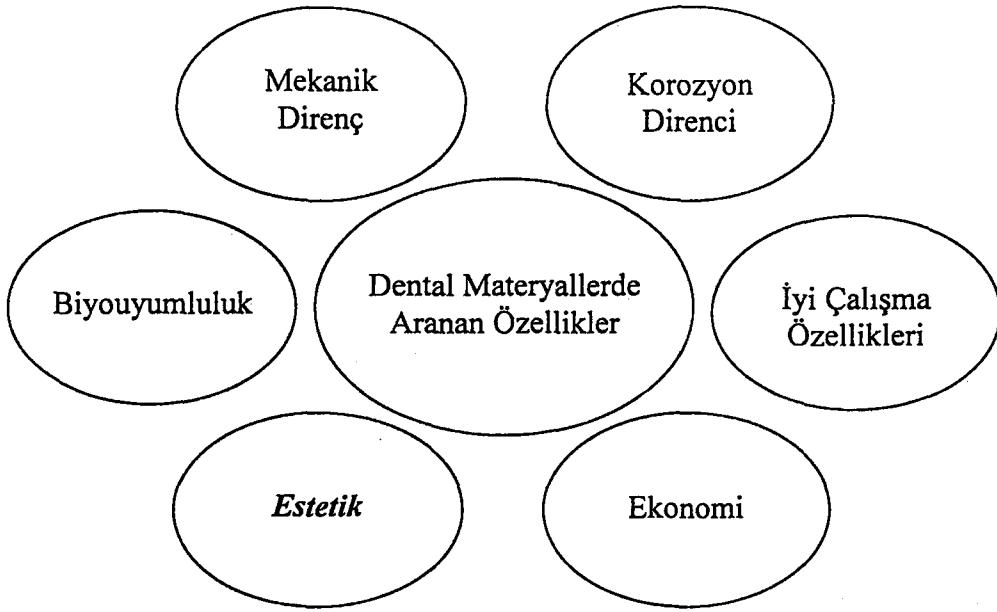 Mekanik
Direnç
Korozyon
Direnci
Biyouyumluluk
Dental Materyallerde
Aranan Özellikler
İyi Çalışma
Özellikleri
Estetik
Ekonomi